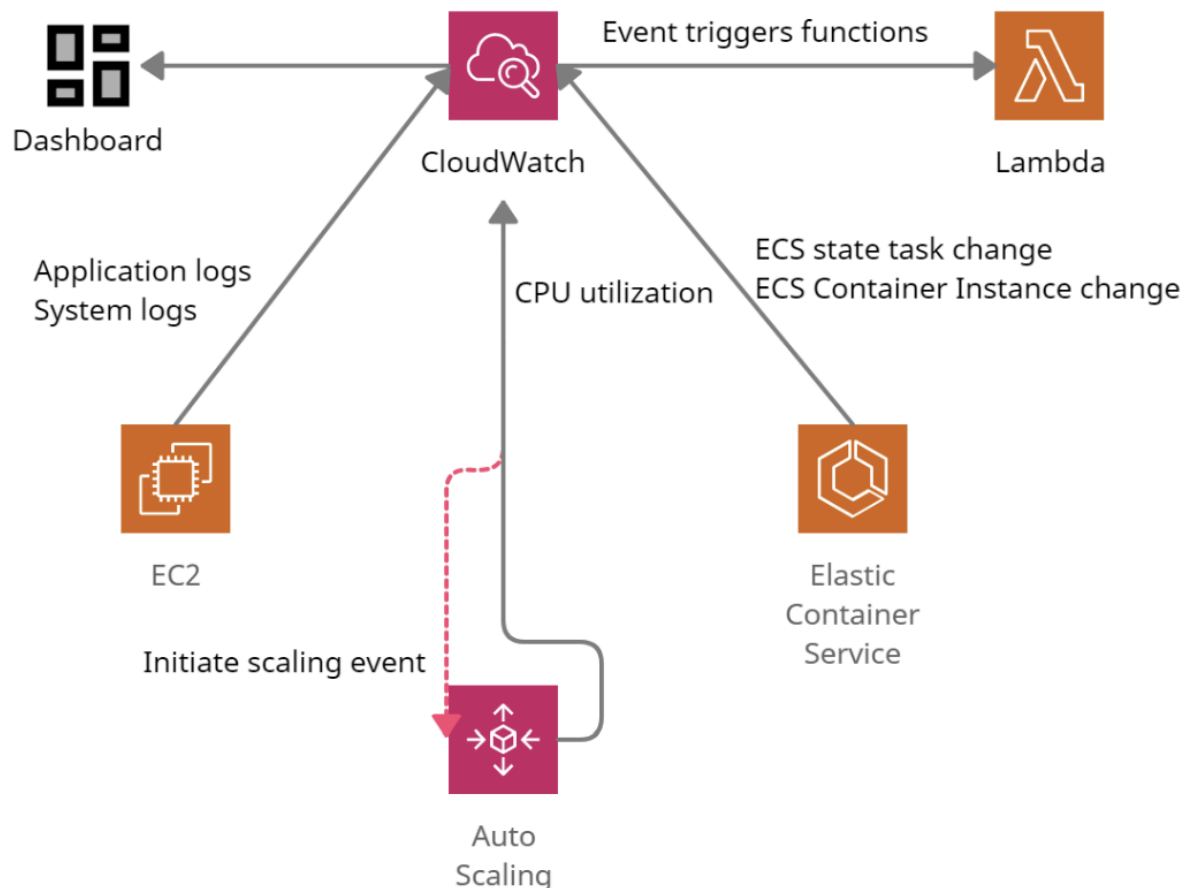 Event triggers functions
Dashboard
CloudWatch
Lambda
Application logs
System logs
CPU utilization
ECS state task change
ECS Container Instance change
EC2
Elastic
Container
Service
Initiate scaling event
Auto
Scaling